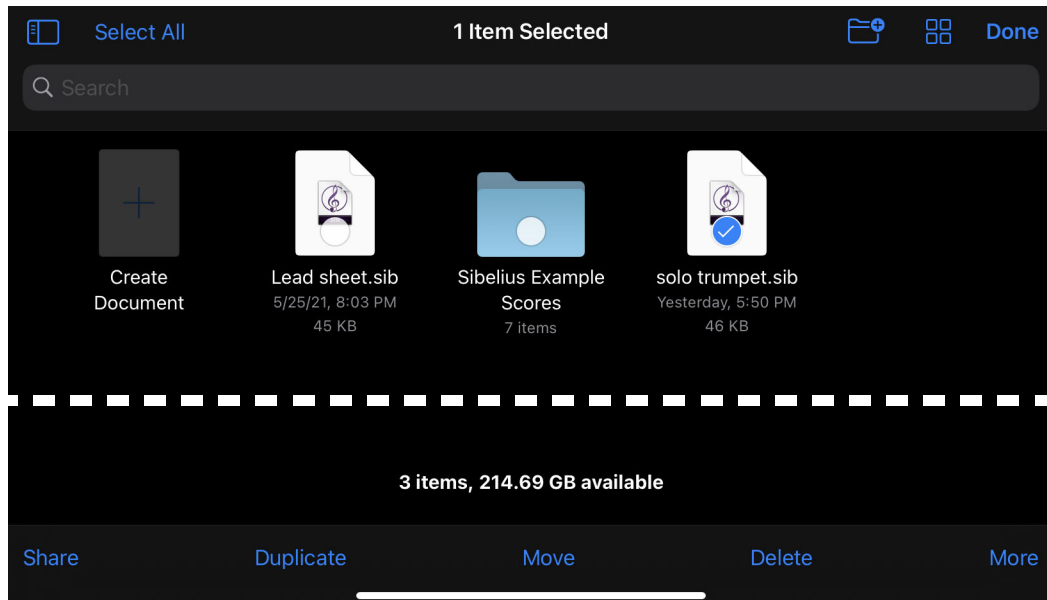 Select All
1 Item Selected
Done
Search
Create
Document
Lead sheet.sib
5/25/21, 8:03 PM
45 KB
Sibelius Example
Scores
7 items
solo trumpet.sib
Yesterday, 5:50 PM
46 KB
3 items, 214.69 GB available
Share
Duplicate
Move
Delete
More